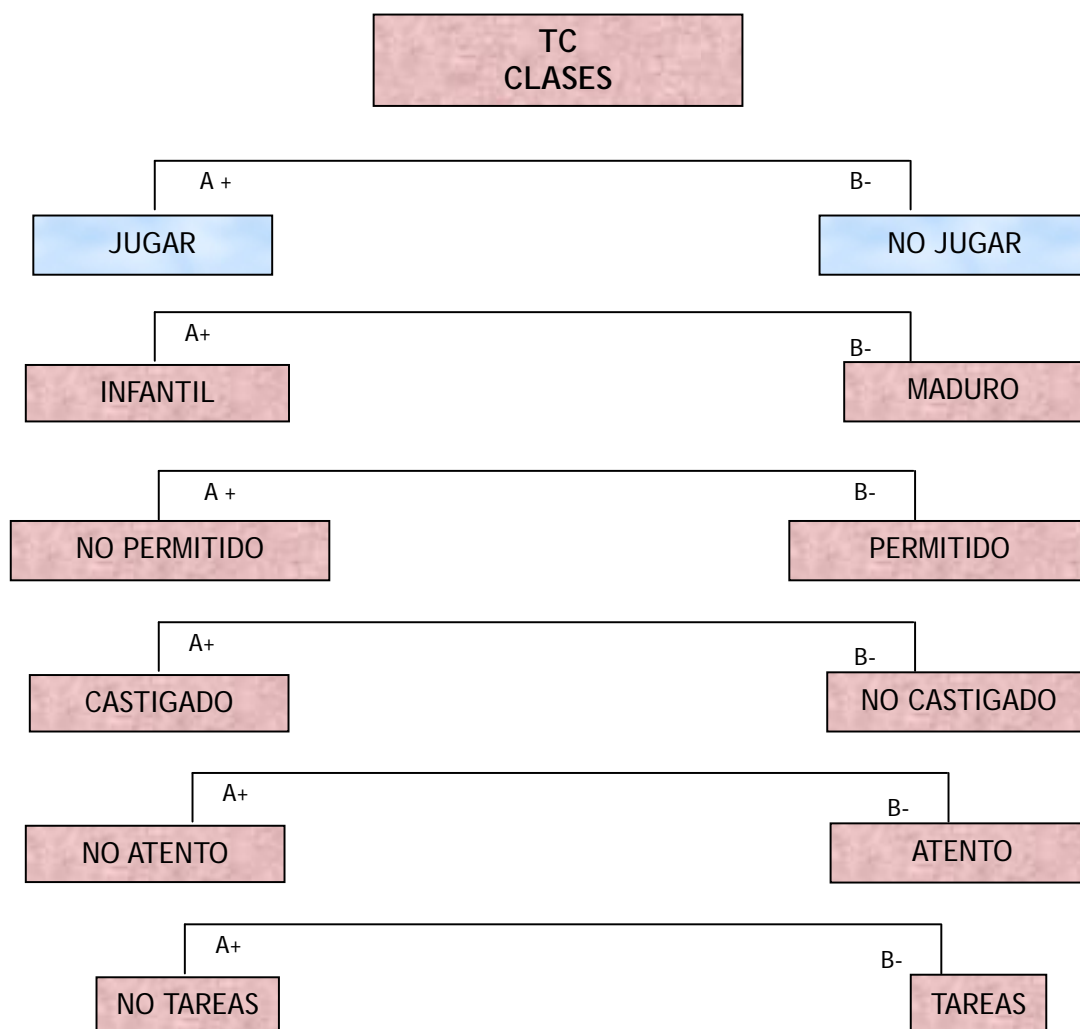 TC
CLASES
A +
B-
JUGAR
NO JUGAR
A+
B-
INFANTIL
MADURO
A +
B-
NO PERMITIDO
PERMITIDO
A+
B-
CASTIGADO
NO CASTIGADO
A+
B-
NO ATENTO
ATENTO
A+
B-
NO TAREAS
TAREAS